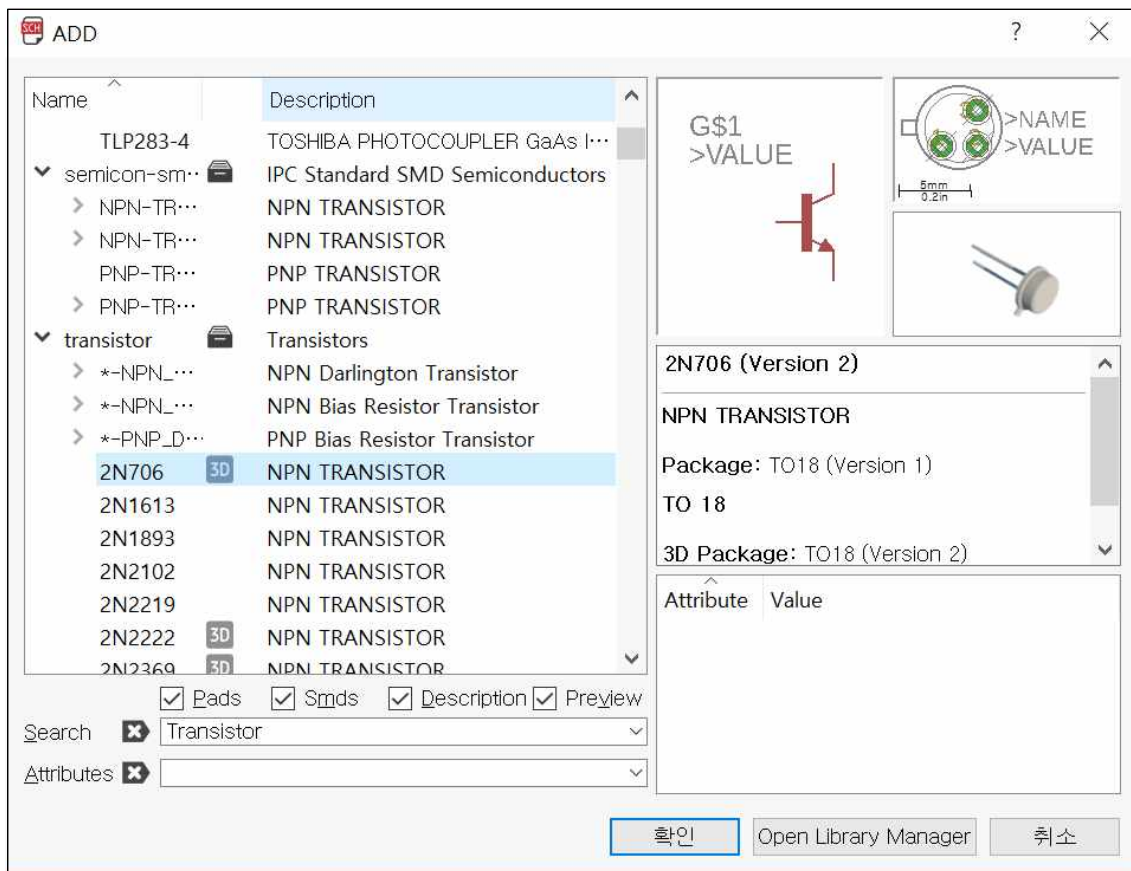 SCH ADD ?
Name Description
TLP283-4 TOSHIBA PHOTOCOUPLER GaAs I···
semicon-sm·· IPC Standard SMD Semiconductors
NPN-TR··· NPN TRANSISTOR
NPN-TR··· NPN TRANSISTOR
PNP-TR··· PNP TRANSISTOR
PNP-TR··· PNP TRANSISTOR
transistor Transistors
*-NPN_··· NPN Darlington Transistor
*-NPN_··· NPN Bias Resistor Transistor
*-PNP_D··· PNP Bias Resistor Transistor
2N706 3D NPN TRANSISTOR
2N1613 NPN TRANSISTOR
2N1893 NPN TRANSISTOR
2N2102 NPN TRANSISTOR
2N2219 NPN TRANSISTOR
2N2222 3D NPN TRANSISTOR
2N2369 3D NPN TRANSISTOR
Pads Smds Description Preview
Search Transistor
Attributes
G$1
>VALUE
>NAME
>VALUE
5mm
0.2in
2N706 (Version 2)
NPN TRANSISTOR
Package: TO18 (Version 1)
TO 18
3D Package: TO18 (Version 2)
Attribute Value
확인 Open Library Manager 취소